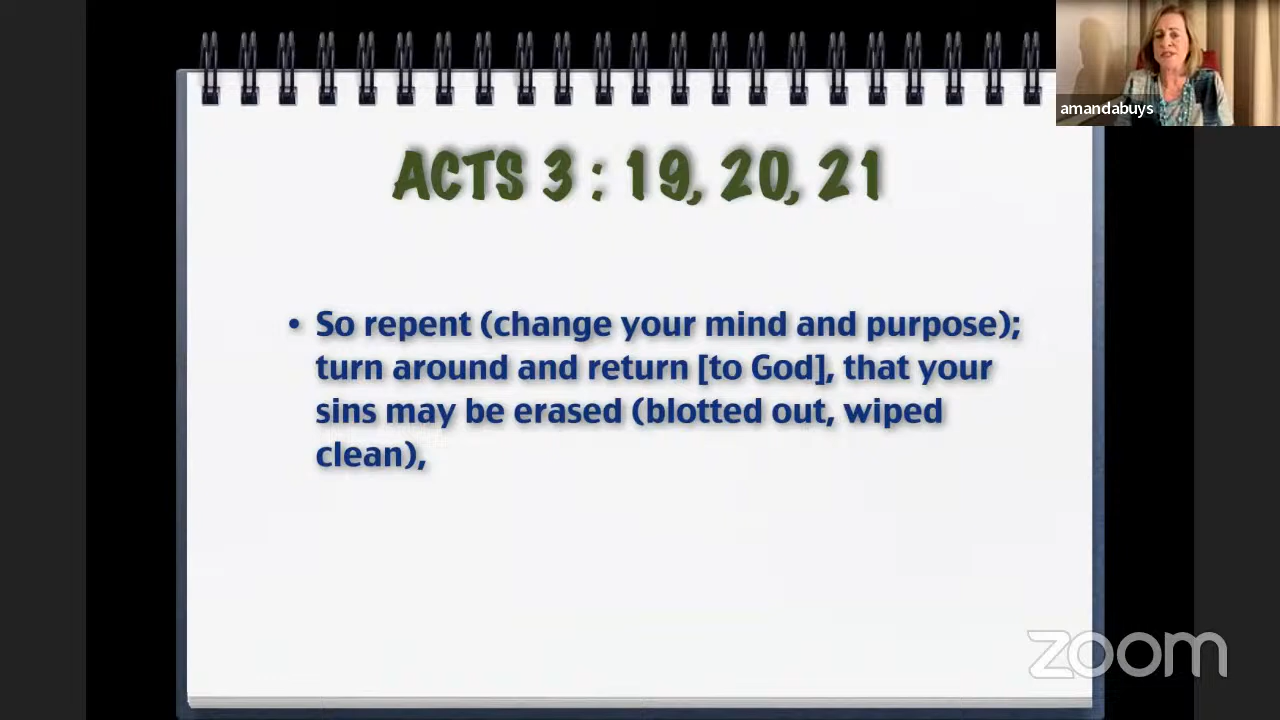 amandabuys
ACTS 3 : 19, 20, 21
• So repent (change your mind and purpose);
turn around and return [to God], that your
sins may be erased (blotted out, wiped
clean),
zoom